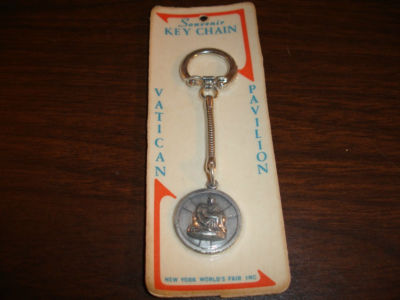 Souvenir
KEY CHAIN
VATICAN
PAVILION
NEW YORK WORLD'S FAIR INC.